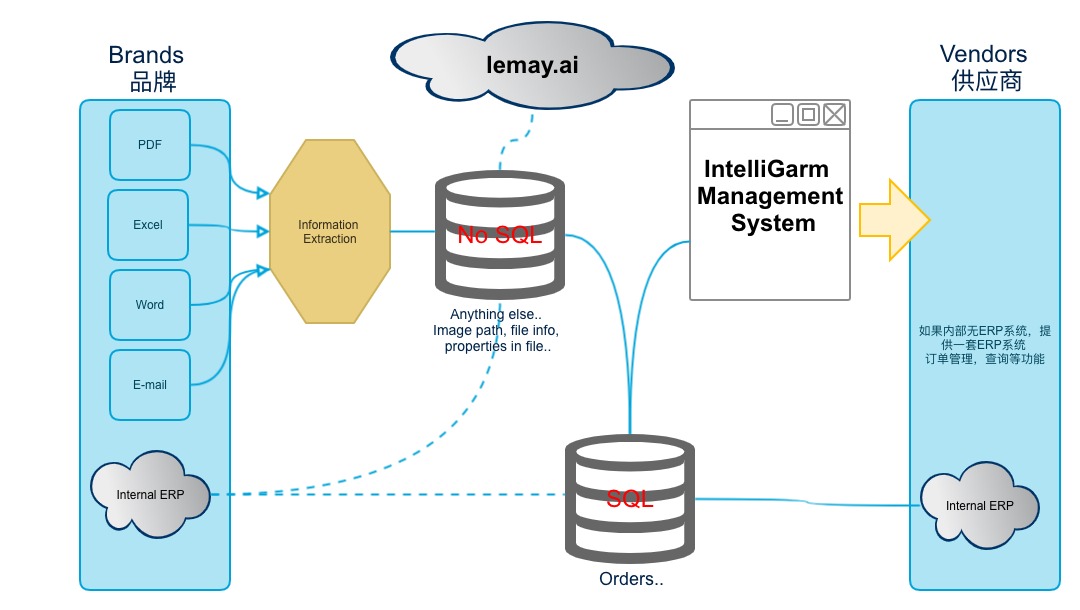 Brands
品牌
PDF
Excel
Word
E-mail
Internal ERP
Information
Extraction
lemay.ai
No SQL
Anything else..
Image path, file info,
properties in file..
SQL
Orders..
IntelliGarm
Management
System
Vendors
供应商
如果内部无ERP系统，提
供一套ERP系统
订单管理，查询等功能
Internal ERP